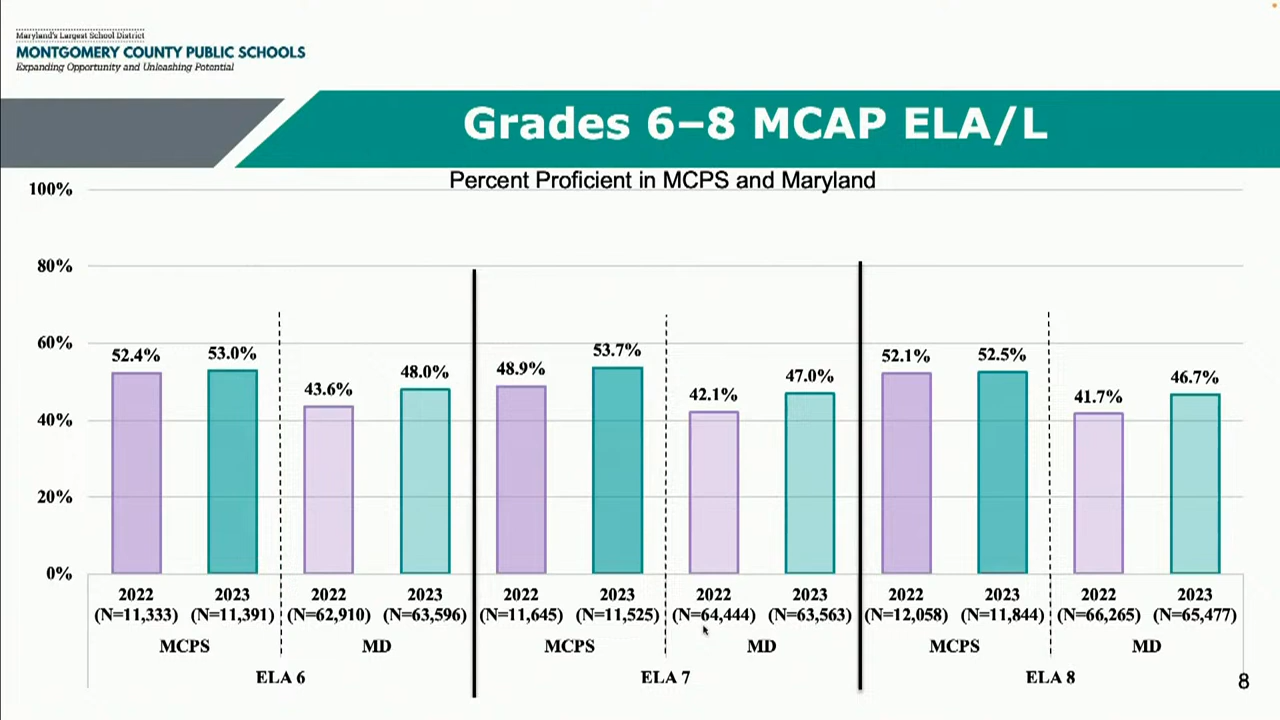 Maryland's Largest School District
MONTGOMERY COUNTY PUBLIC SCHOOLS
Expanding Opportunity and Unleashing Potential
Grades 6–8 MCAP ELA/L
Percent Proficient in MCPS and Maryland
100%
80%
60%
40%
20%
0%
52.4%
53.0%
43.6%
48.0%
48.9%
53.7%
42.1%
47.0%
52.1%
52.5%
41.7%
46.7%
2022 2023 2022 2023 2022 2023 2022 2023 2022 2023 2022 2023
(N=11,333) (N=11,391) (N=62,910) (N=63,596) (N=11,645) (N=11,525) (N=64,444) (N=63,563) (N=12,058) (N=11,844) (N=66,265) (N=65,477)
MCPS MD MCPS MD MCPS MD
ELA 6 ELA 7 ELA 8
8